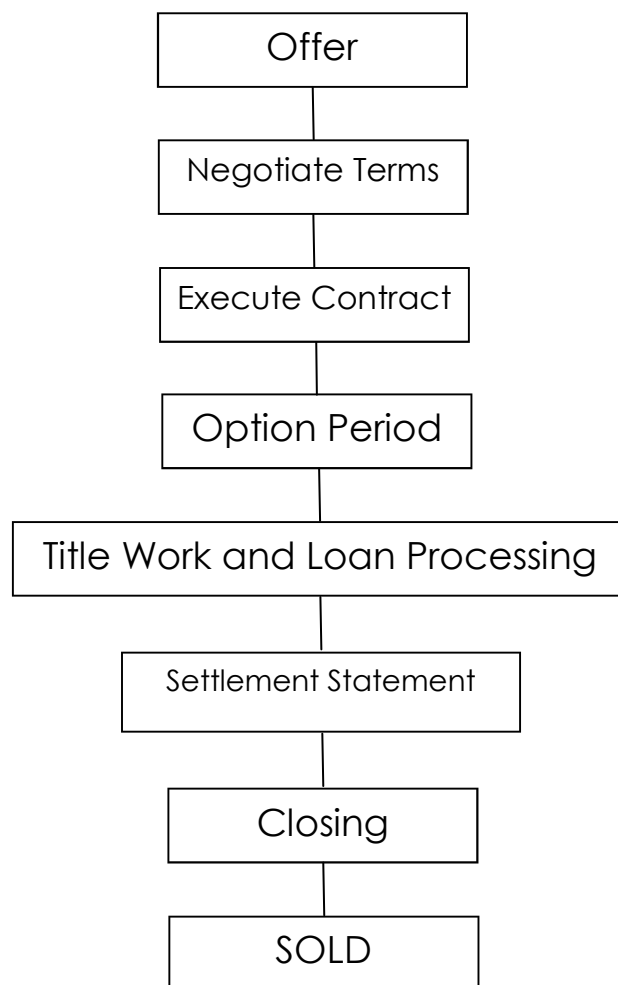 Offer
Negotiate Terms
Execute Contract
Option Period
Title Work and Loan Processing
Settlement Statement
Closing
SOLD